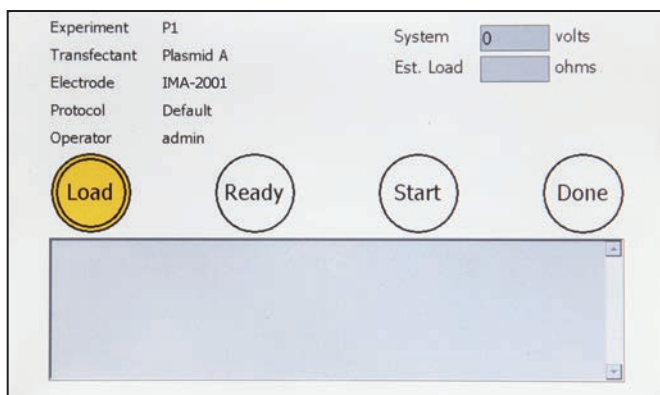 Experiment P1
Transfectant Plasmid A
Electrode IMA-2001
Protocol Default
Operator admin
System 0 volts
Est. Load ohms
Load Ready Start Done